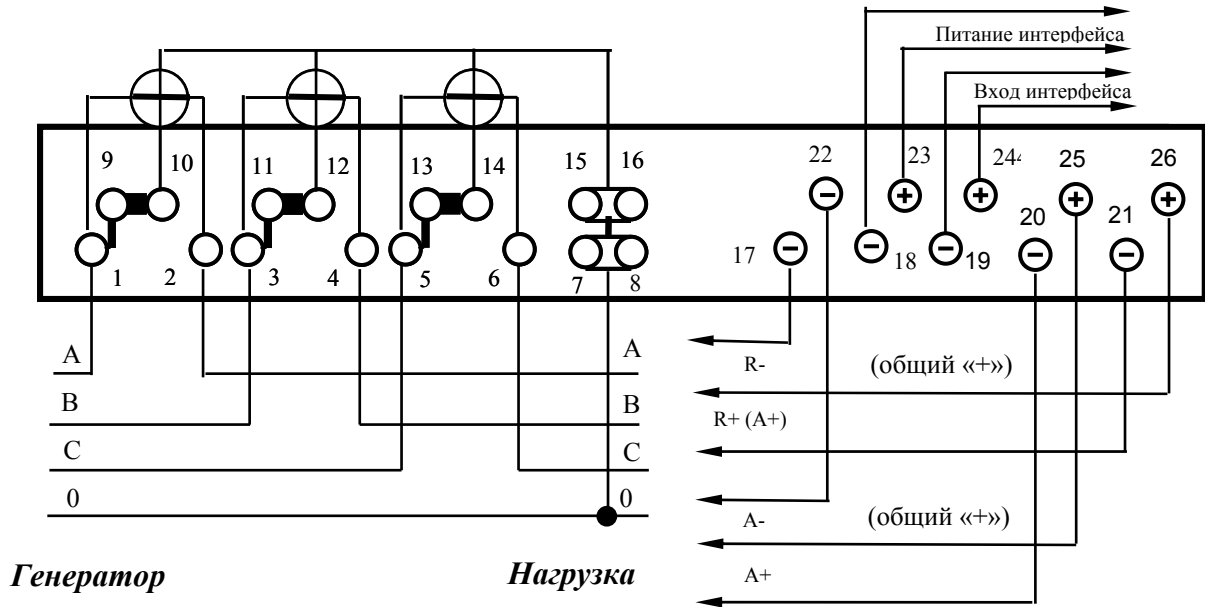 Питание интерфейса
Вход интерфейса
9 10 11 12 13 14 15 16 22 23 24 25 26
1 2 3 4 5 6 7 8 17 18 19 20 21
A A
B B
C C
0 0
R- (общий «+»)
R+ (A+)
A- (общий «+»)
A+
Генератор Нагрузка